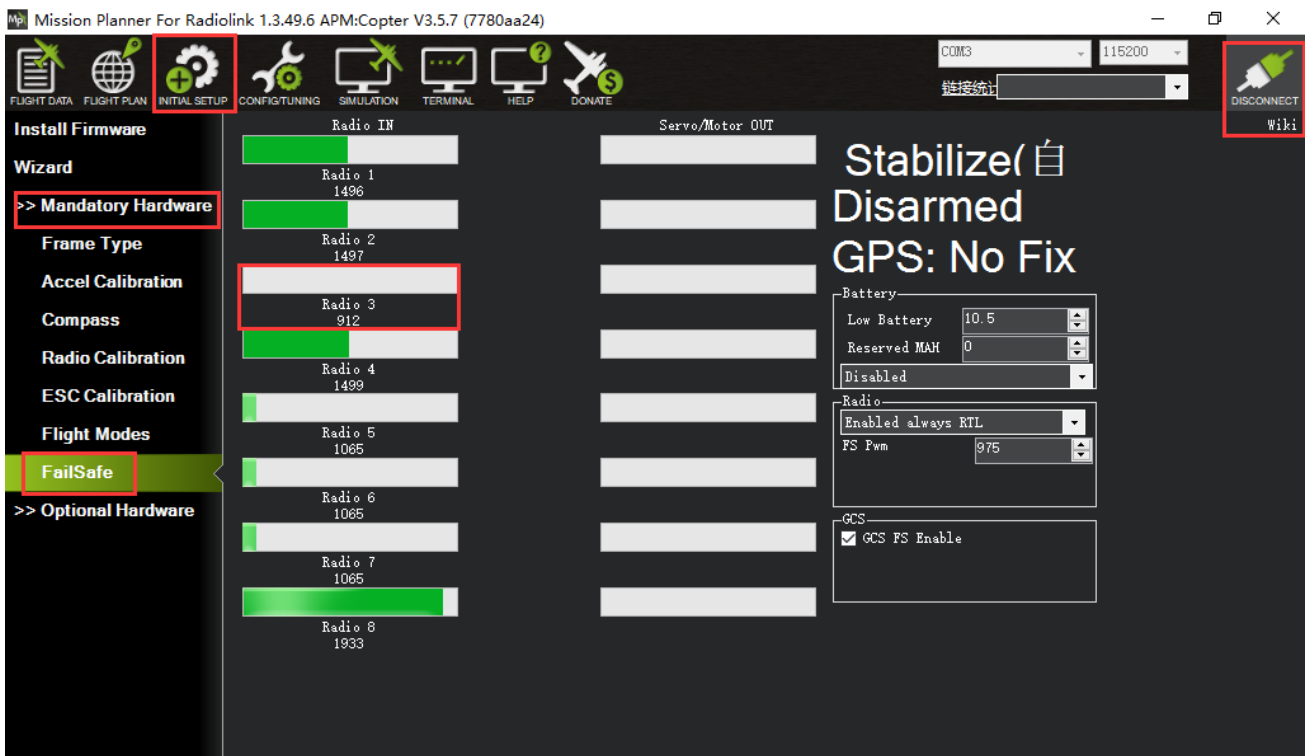 Mission Planner For Radiolink 1.3.49.6 APM:Copter V3.5.7 (7780aa24)
FLIGHT DATA
FLIGHT PLAN
INITIAL SETUP
CONFIG/TUNING
SIMULATION
TERMINAL
HELP
DONATE
COM3
115200
链接统计
DISCONNECT
Install Firmware
Wizard
>> Mandatory Hardware
Frame Type
Accel Calibration
Compass
Radio Calibration
ESC Calibration
Flight Modes
FailSafe
>> Optional Hardware
Radio IN
Radio 1
1496
Radio 2
1497
Radio 3
912
Radio 4
1499
Radio 5
1065
Radio 6
1065
Radio 7
1065
Radio 8
1933
Servo/Motor OUT
Wiki
Stabilize(自
Disarmed
GPS: No Fix
Battery
Low Battery 10.5
Reserved MAH 0
Disabled
Radio
Enabled always RTL
FS Pwm 975
GCS
GCS FS Enable